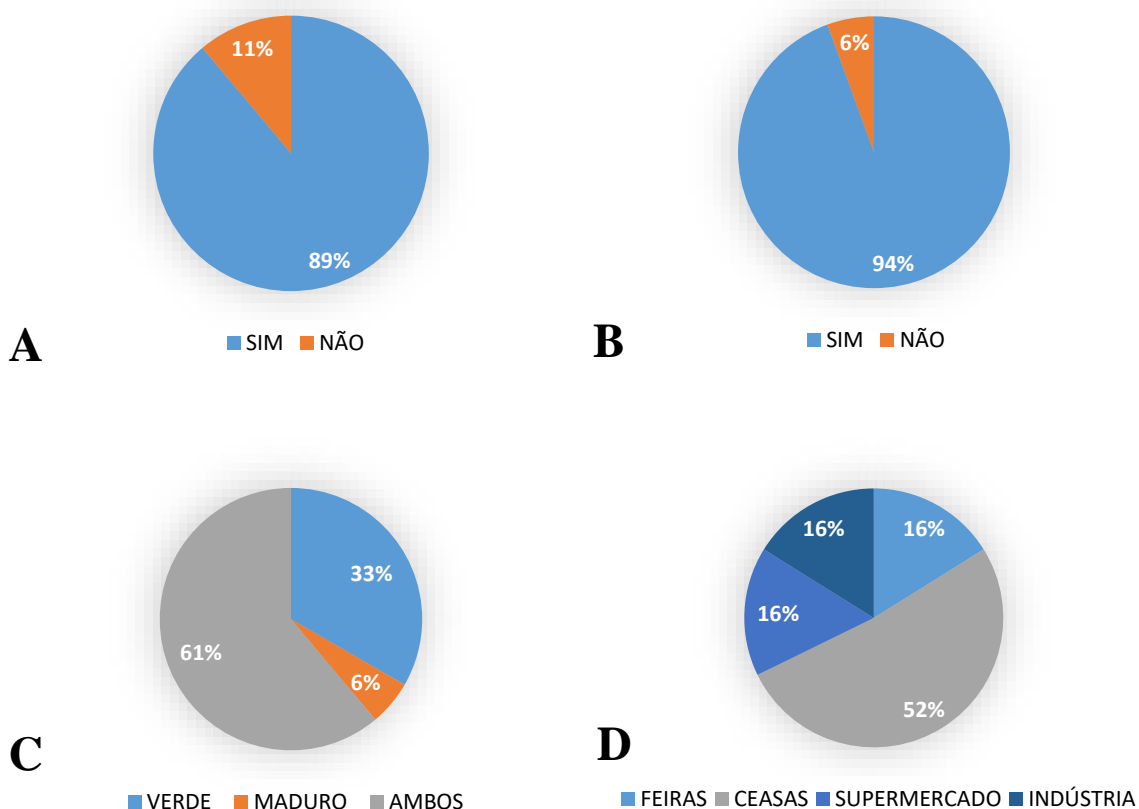 11%
89%
A
SIM NÃO
6%
94%
B
SIM NÃO
33%
61%
6%
C
VERDE MADURO AMBOS
16% 16%
16%
52%
D
FEIRAS CEASAS SUPERMERCADO INDÚSTRIA